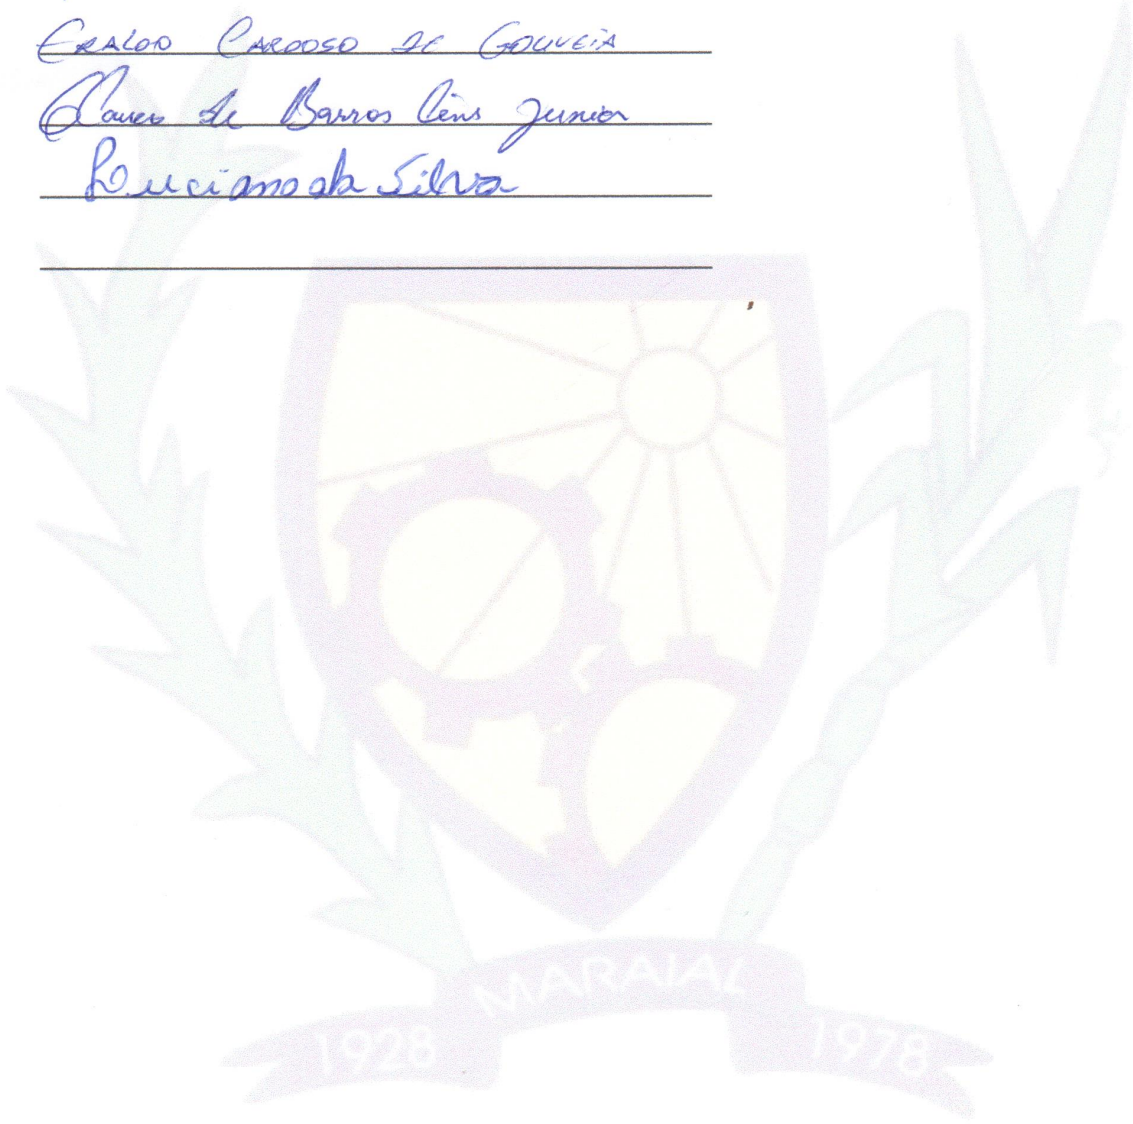 ERALDO CARDOSO DE GOUVEIA
de Barros Lins Junior
Luciano da Silva
MARAIAL
1928
1978